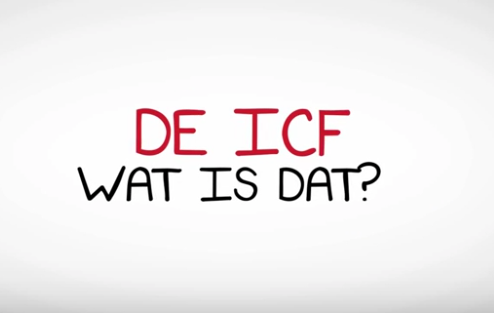 DE ICF
WAT IS DAT?